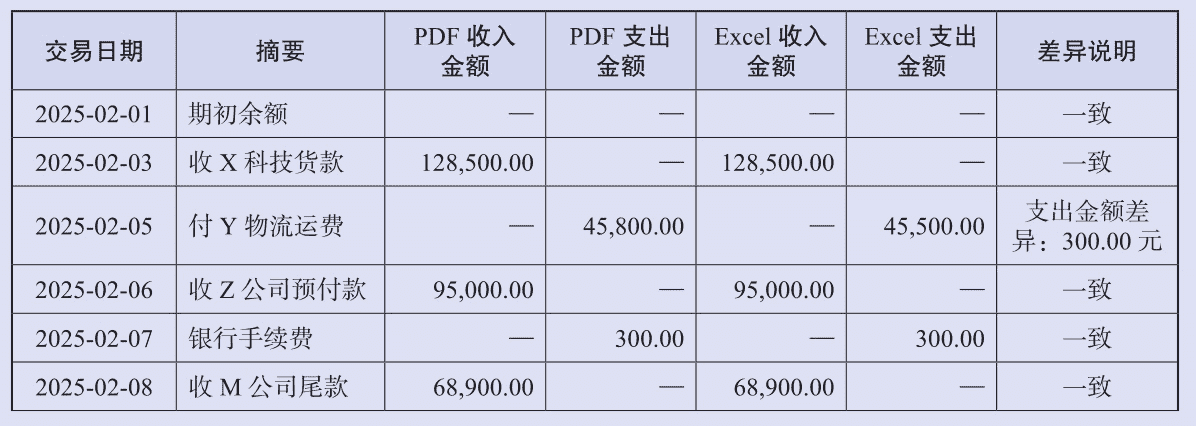 交易日期 摘要 PDF 收入金额 PDF 支出金额 Excel 收入金额 Excel 支出金额 差异说明
2025-02-01 期初余额 — — — — 一致
2025-02-03 收 X 科技货款 128,500.00 — 128,500.00 — 一致
2025-02-05 付 Y 物流运费 — 45,800.00 — 45,500.00 支出金额差异：300.00 元
2025-02-06 收 Z 公司预付款 95,000.00 — 95,000.00 — 一致
2025-02-07 银行手续费 — 300.00 — 300.00 一致
2025-02-08 收 M 公司尾款 68,900.00 — 68,900.00 — 一致